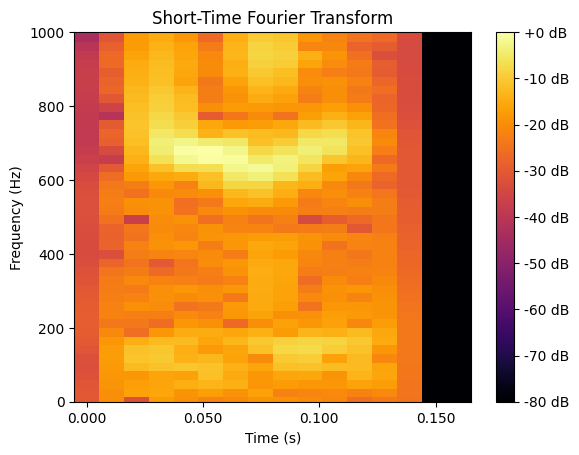 Short-Time Fourier Transform
1000
800
600
400
200
0
Frequency (Hz)
0.000
0.050
0.100
0.150
Time (s)
+0 dB
-10 dB
-20 dB
-30 dB
-40 dB
-50 dB
-60 dB
-70 dB
-80 dB